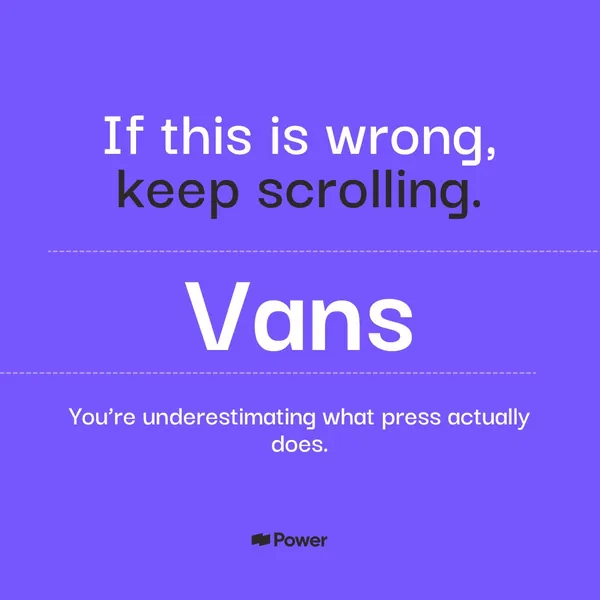 If this is wrong,
keep scrolling.
Vans
You’re underestimating what press actually
does.
Power